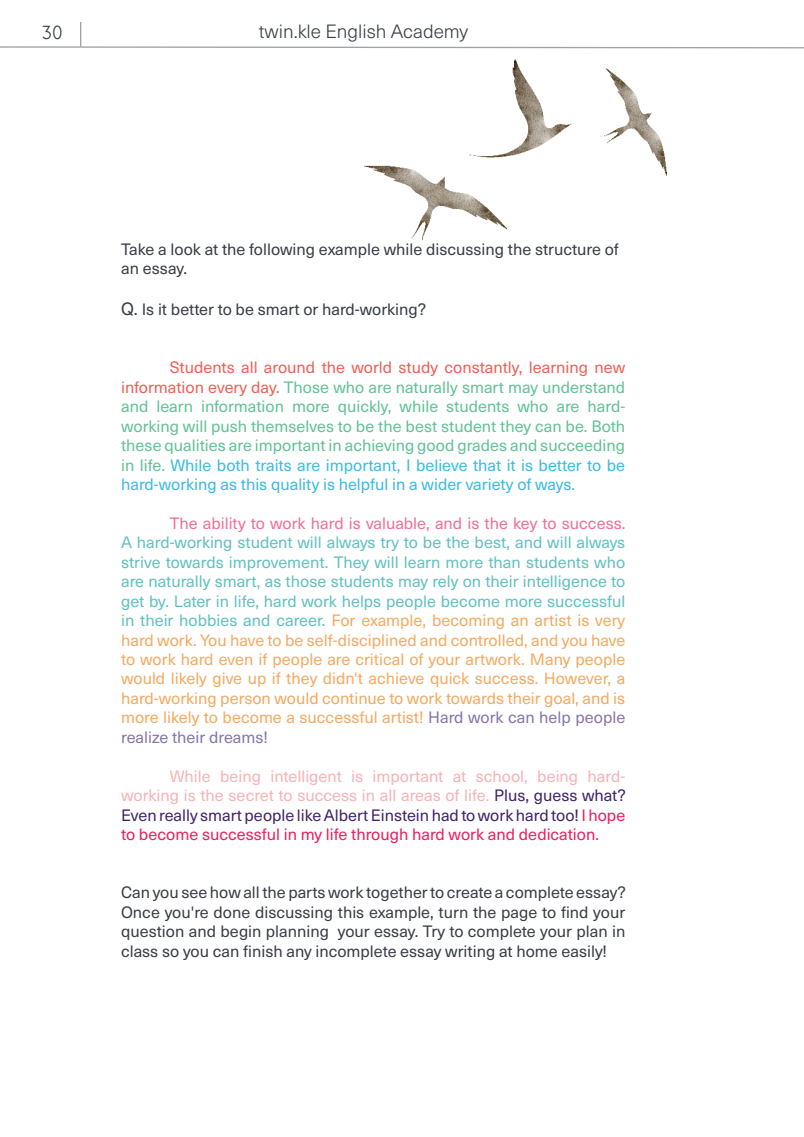 30
twin.kle English Academy
Take a look at the following example while discussing the structure of
an essay.
Q. Is it better to be smart or hard-working?
Students all around the world study constantly, learning new
information every day. Those who are naturally smart may understand
and learn information more quickly, while students who are hard-
working will push themselves to be the best student they can be. Both
these qualities are important in achieving good grades and succeeding
in life. While both traits are important, I believe that it is better to be
hard-working as this quality is helpful in a wider variety of ways.
The ability to work hard is valuable, and is the key to success.
A hard-working student will always try to be the best, and will always
strive towards improvement. They will learn more than students who
are naturally smart, as those students may rely on their intelligence to
get by. Later in life, hard work helps people become more successful
in their hobbies and career. For example, becoming an artist is very
hard work. You have to be self-disciplined and controlled, and you have
to work hard even if people are critical of your artwork. Many people
would likely give up if they didn't achieve quick success. However, a
hard-working person would continue to work towards their goal, and is
more likely to become a successful artist! Hard work can help people
realize their dreams!
While being intelligent is important at school, being hard-
working is the secret to success in all areas of life. Plus, guess what?
Even really smart people like Albert Einstein had to work hard too! I hope
to become successful in my life through hard work and dedication.
Can you see how all the parts work together to create a complete essay?
Once you're done discussing this example, turn the page to find your
question and begin planning  your essay. Try to complete your plan in
class so you can finish any incomplete essay writing at home easily!